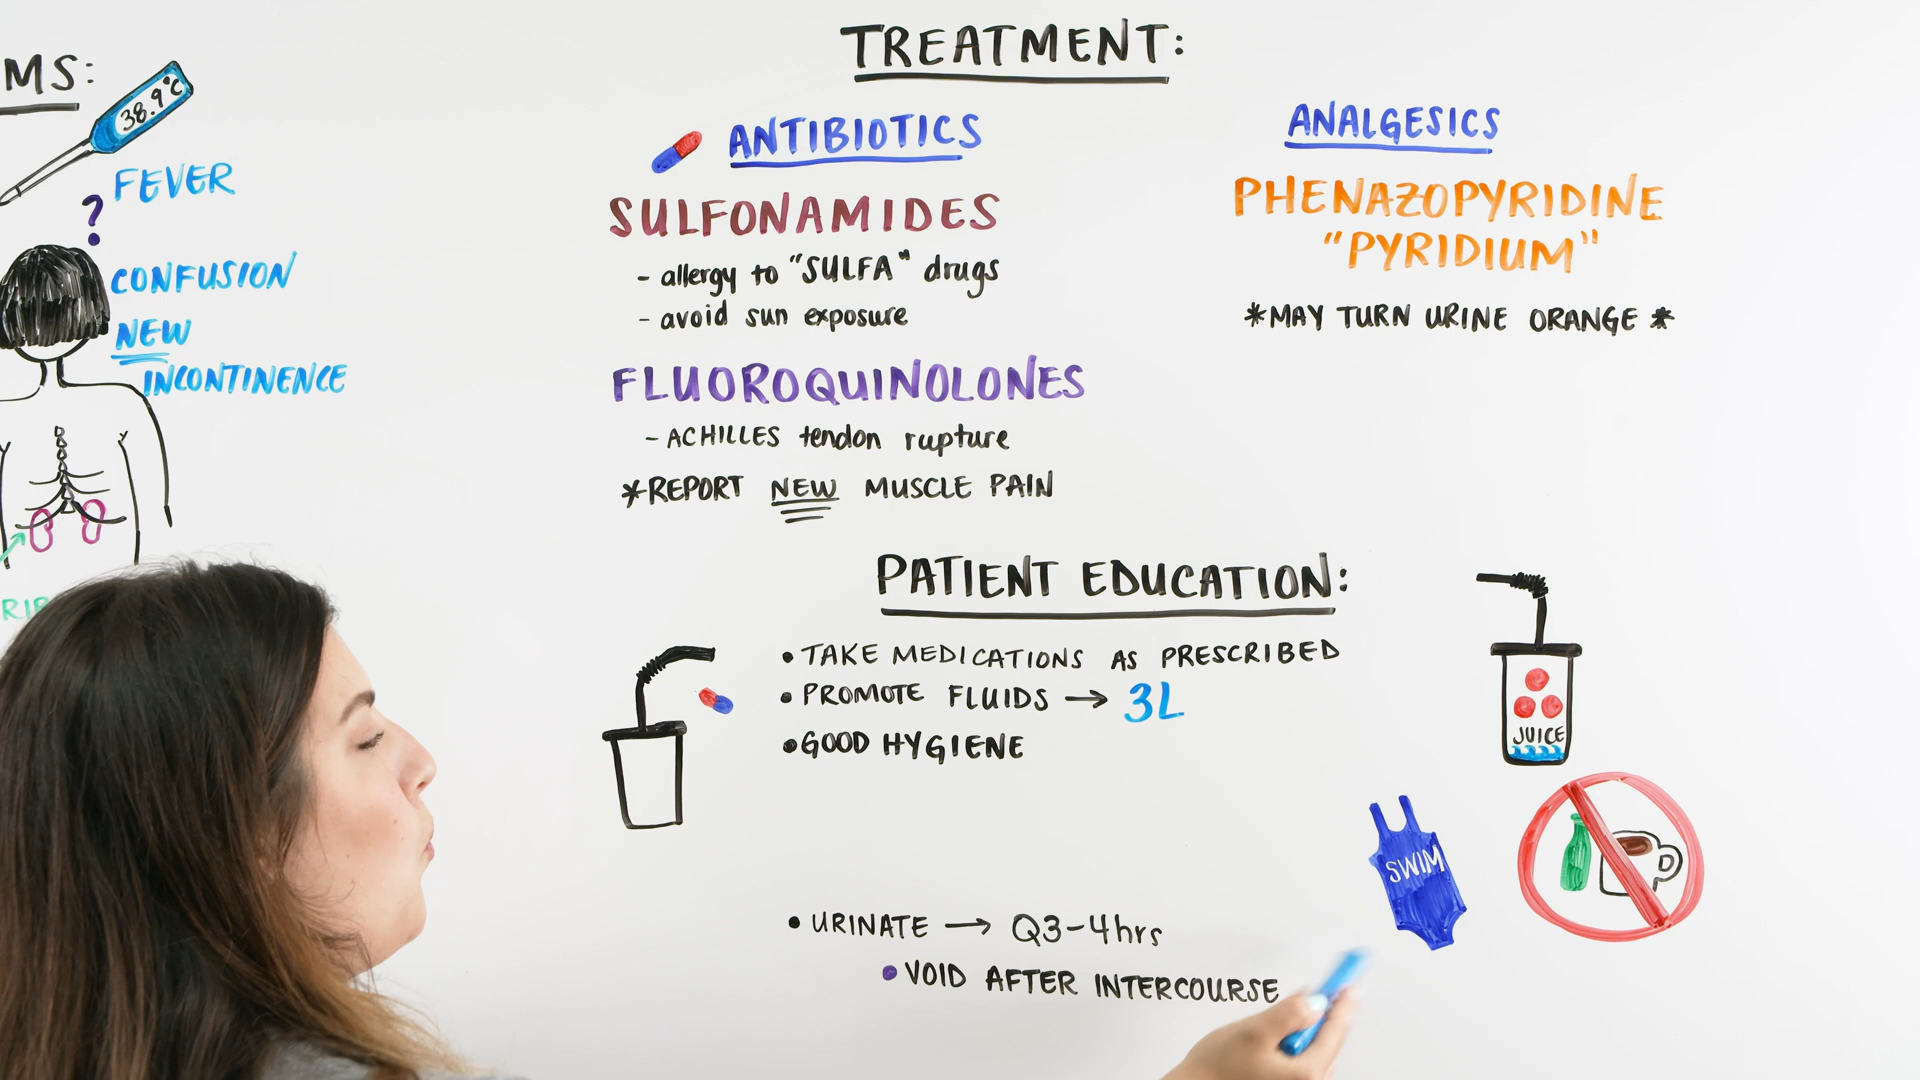 MS:
38.9°C
FEVER
?
CONFUSION
NEW
INCONTINENCE
TREATMENT:
ANTIBIOTICS
SULFONAMIDES
- allergy to "SULFA" drugs
- avoid sun exposure
FLUOROQUINOLONES
- ACHILLES tendon rupture
*REPORT NEW MUSCLE PAIN
ANALGESICS
PHENAZOPYRIDINE
"PYRIDIUM"
*MAY TURN URINE ORANGE*
PATIENT EDUCATION:
• TAKE MEDICATIONS AS PRESCRIBED
• PROMOTE FLUIDS → 3L
• GOOD HYGIENE
• URINATE → Q3-4hrs
• VOID AFTER INTERCOURSE
JUICE
SWIM